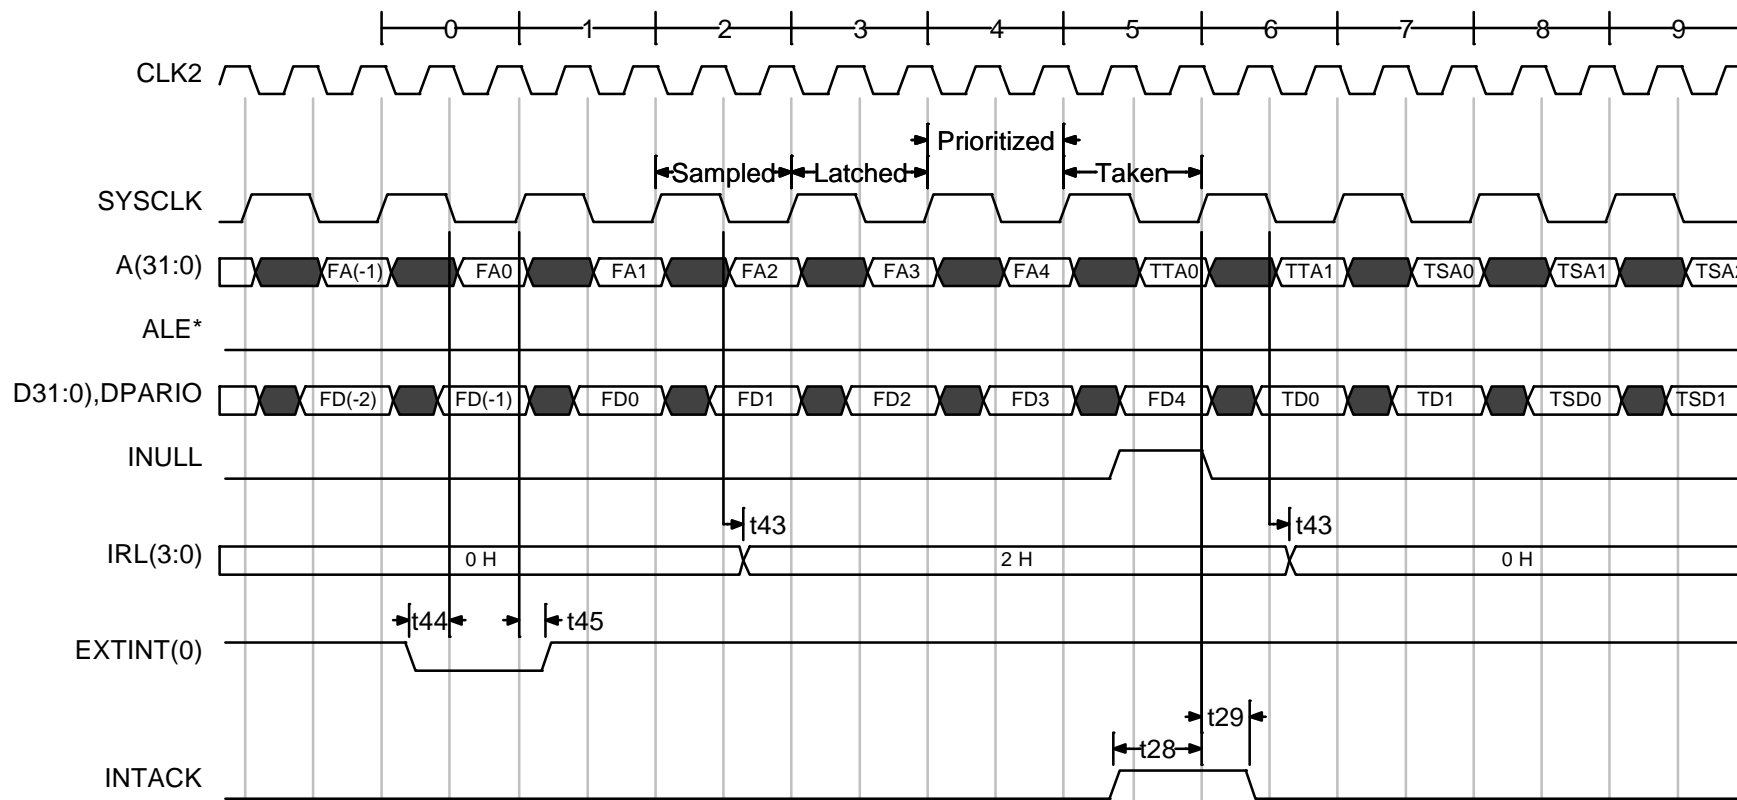 0 1 2 3 4 5 6 7 8 9
CLK2
Prioritized
Sampled Latched Taken
SYSCLK
A(31:0) FA(-1) FA0 FA1 FA2 FA3 FA4 TTA0 TTA1 TSA0 TSA1 TSA2
ALE*
D31:0),DPARIO FD(-2) FD(-1) FD0 FD1 FD2 FD3 FD4 TD0 TD1 TSD0 TSD1
INULL
t43 t43
IRL(3:0) 0 H 2 H 0 H
t44 t45
EXTINT(0)
t29
t28
INTACK